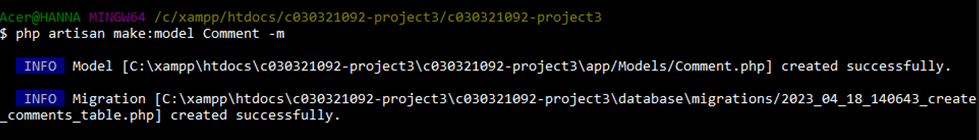 Acer@HANNA MINGW64 /c/xampp/htdocs/c030321092-project3/c030321092-project3
$ php artisan make:model Comment -m
INFO Model [C:\xampp\htdocs\c030321092-project3\c030321092-project3\app/Models/Comment.php] created successfully.
INFO Migration [C:\xampp\htdocs\c030321092-project3\c030321092-project3\database\migrations/2023_04_18_140643_create
_comments_table.php] created successfully.